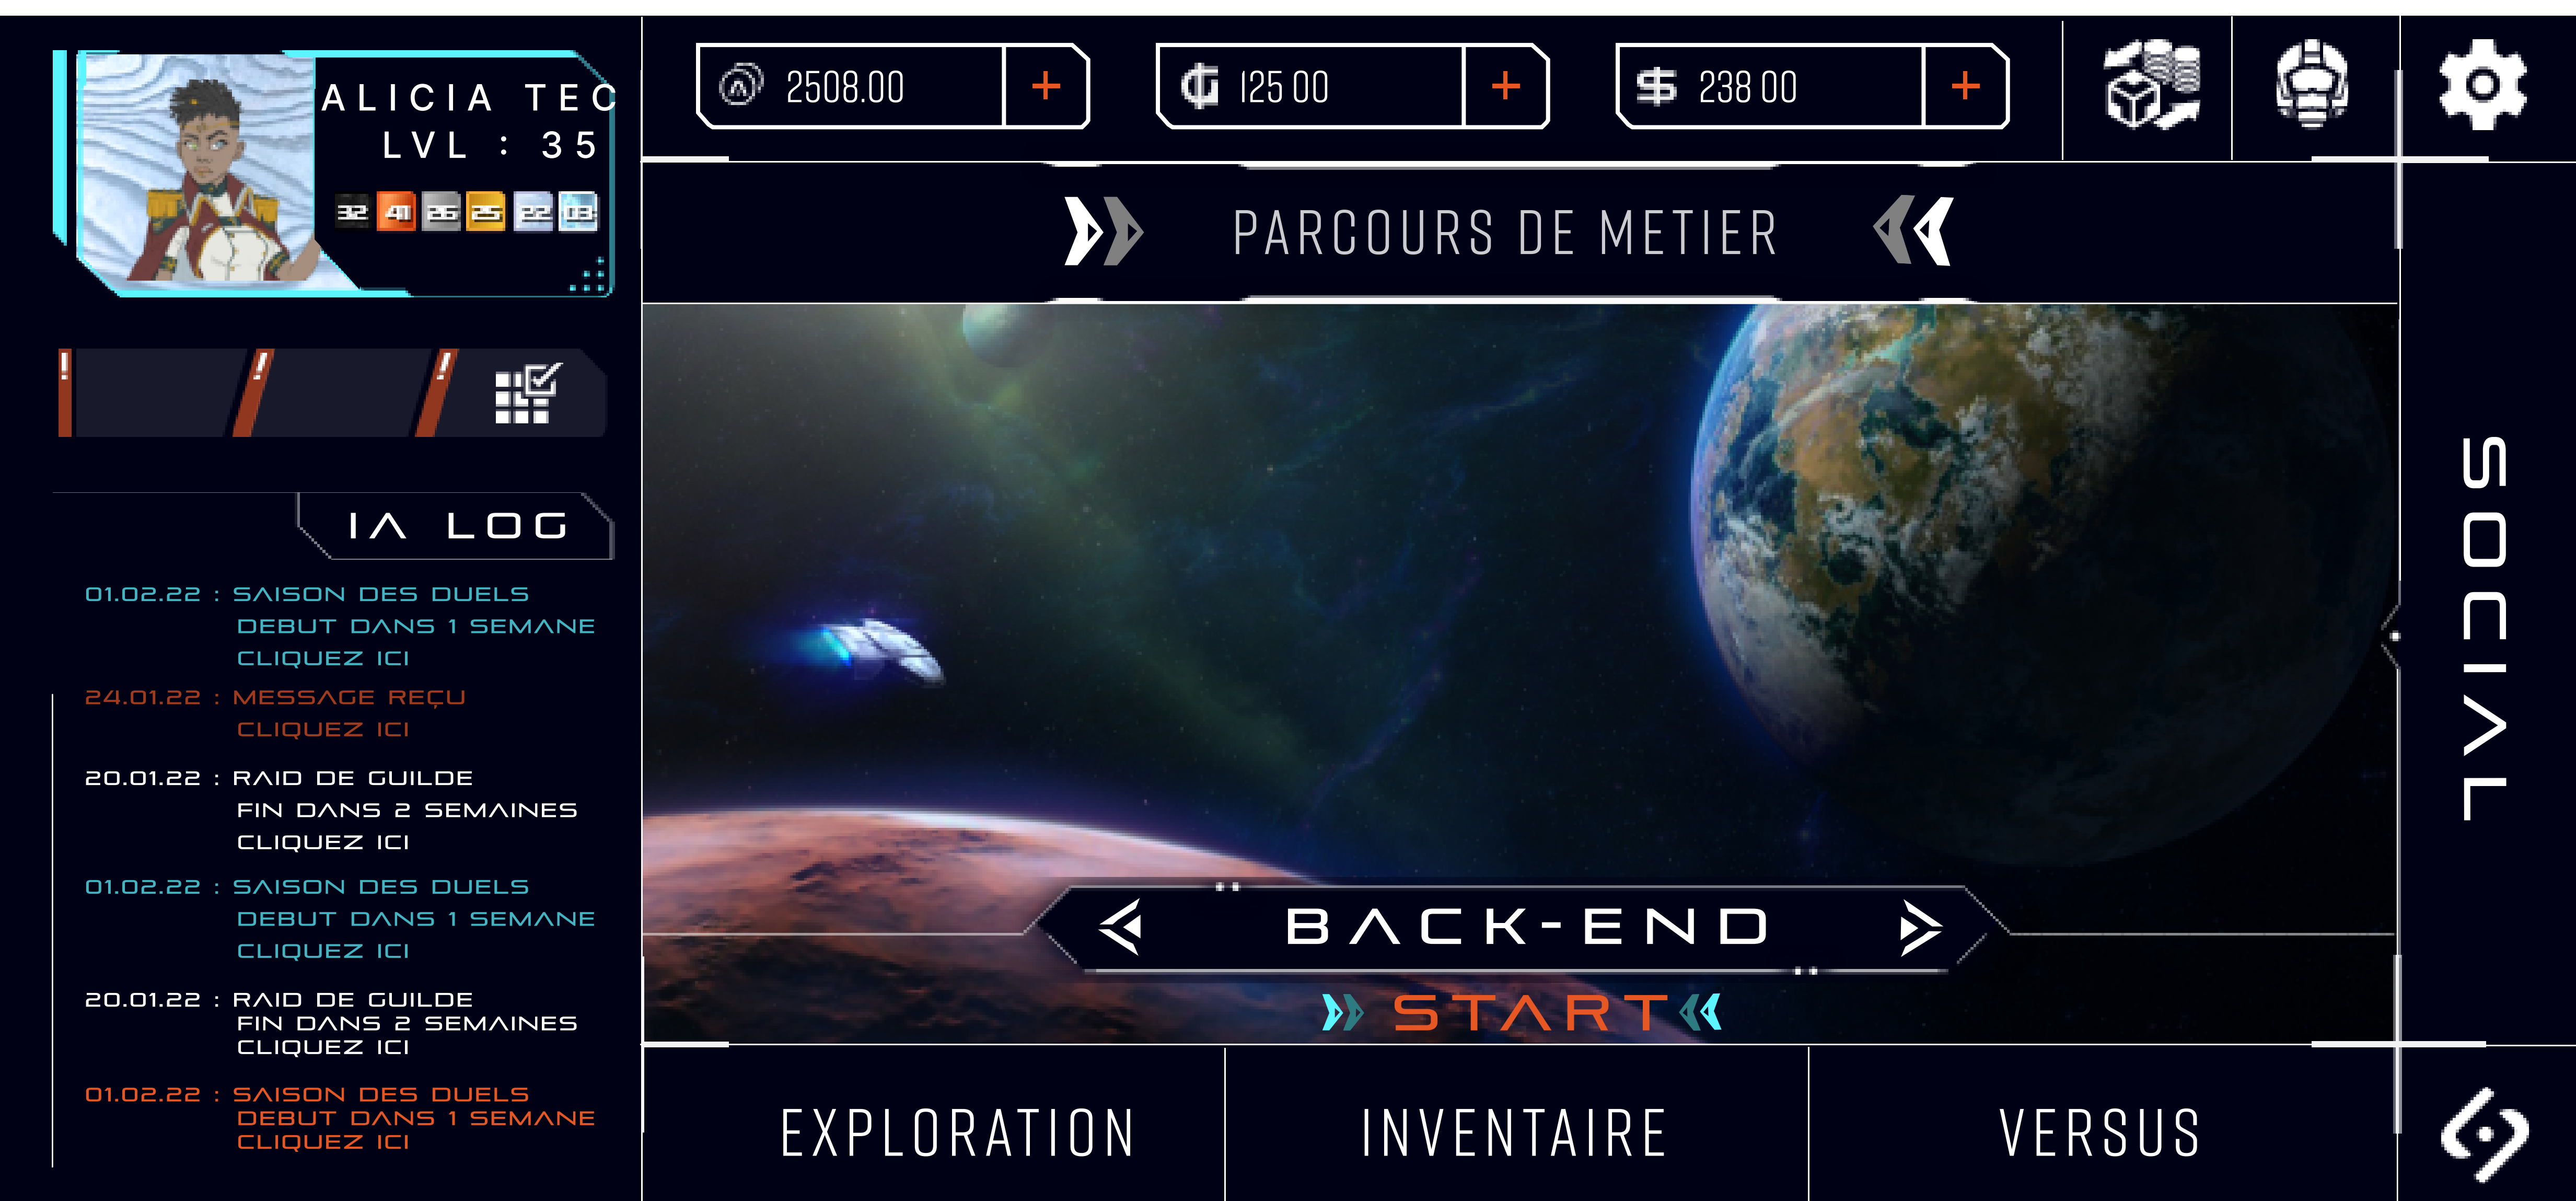 ALICIA TEC
LVL : 35
32 41 26 25 22 03
2508.00
+
125 00
+
238 00
+
PARCOURS DE METIER
!
!
!
IA LOG
01.02.22 : SAISON DES DUELS
DEBUT DANS 1 SEMANE
CLIQUEZ ICI
24.01.22 : MESSAGE REÇU
CLIQUEZ ICI
20.01.22 : RAID DE GUILDE
FIN DANS 2 SEMAINES
CLIQUEZ ICI
01.02.22 : SAISON DES DUELS
DEBUT DANS 1 SEMANE
CLIQUEZ ICI
20.01.22 : RAID DE GUILDE
FIN DANS 2 SEMAINES
CLIQUEZ ICI
01.02.22 : SAISON DES DUELS
DEBUT DANS 1 SEMANE
CLIQUEZ ICI
BACK-END
START
SOCIAL
EXPLORATION
INVENTAIRE
VERSUS